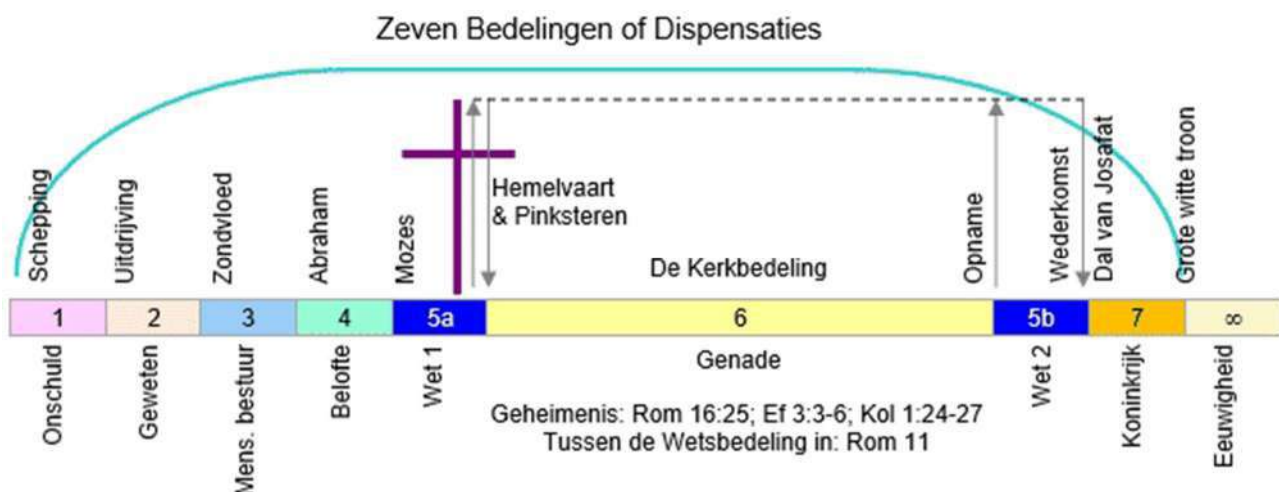 Zeven Bedelingen of Dispensaties
Schepping
Uitdrijving
Zondvloed
Abraham
Mozes
Hemelvaart
& Pinksteren
De Kerkbedeling
Opname
Wederkomst
Dal van Josafat
Grote witte troon
1
2
3
4
5a
6
5b
7
∞
Onschuld
Geweten
Mens. bestuur
Belofte
Wet 1
Genade
Wet 2
Koninkrijk
Eeuwigheid
Geheimenis: Rom 16:25; Ef 3:3-6; Kol 1:24-27
Tussen de Wetsbedeling in: Rom 11